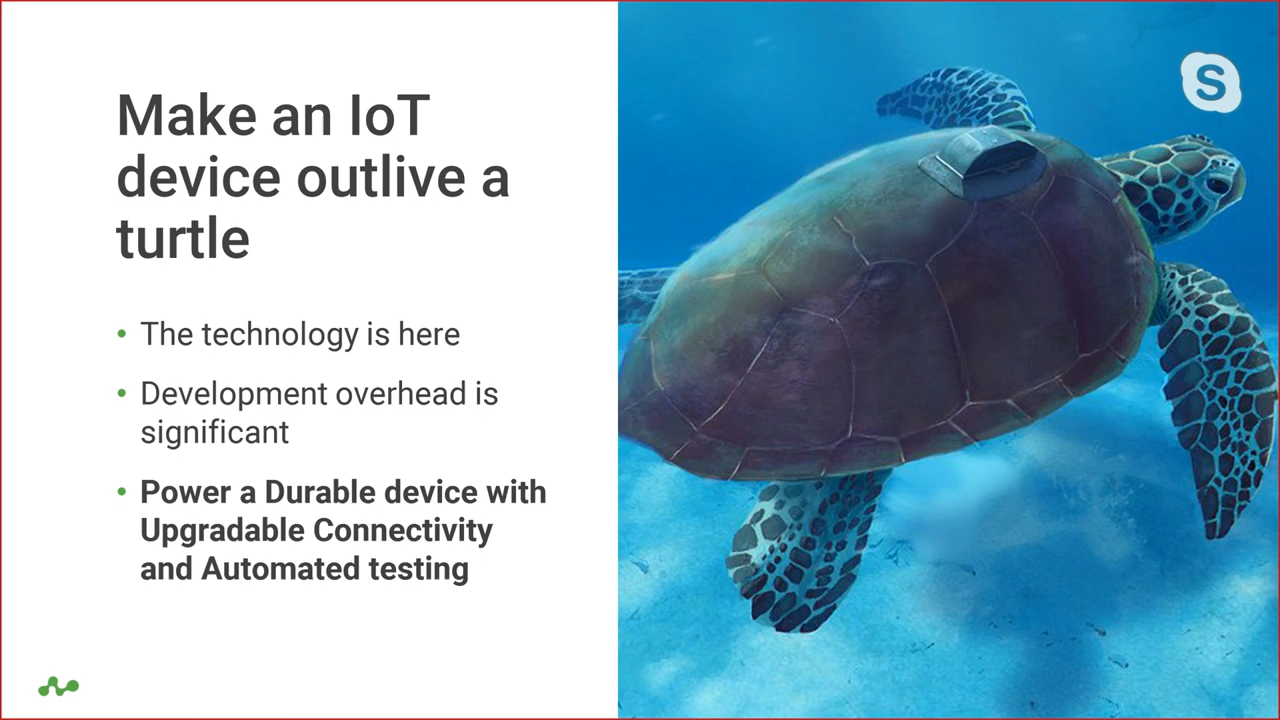 Make an IoT
device outlive a
turtle
• The technology is here
• Development overhead is
significant
• Power a Durable device with
Upgradable Connectivity
and Automated testing
S